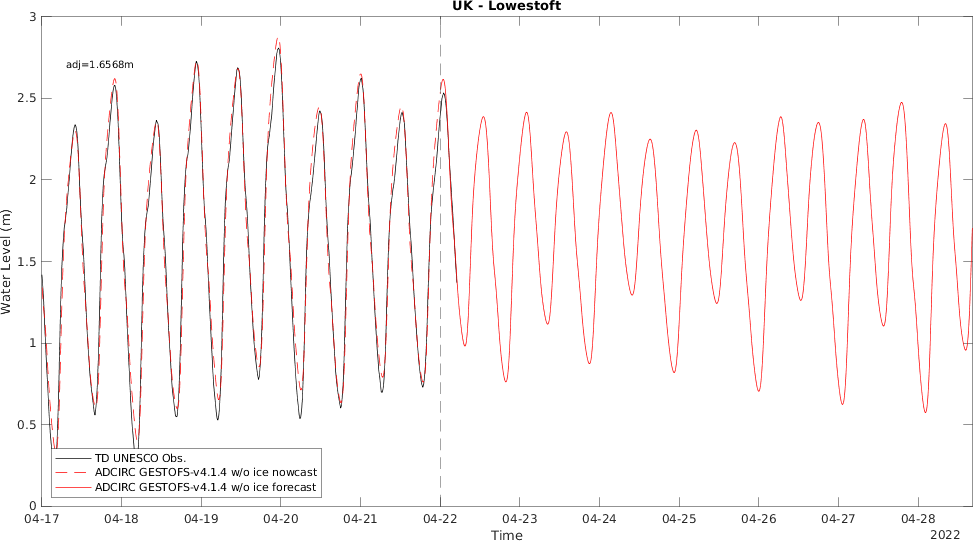 UK - Lowestoft
3
adj=1.6568m
2.5
2
1.5
1
0.5
0
Water Level (m)
TD UNESCO Obs.
ADCIRC GESTOFS-v4.1.4 w/o ice nowcast
ADCIRC GESTOFS-v4.1.4 w/o ice forecast
04-17 04-18 04-19 04-20 04-21 04-22 04-23 04-24 04-25 04-26 04-27 04-28
Time
2022